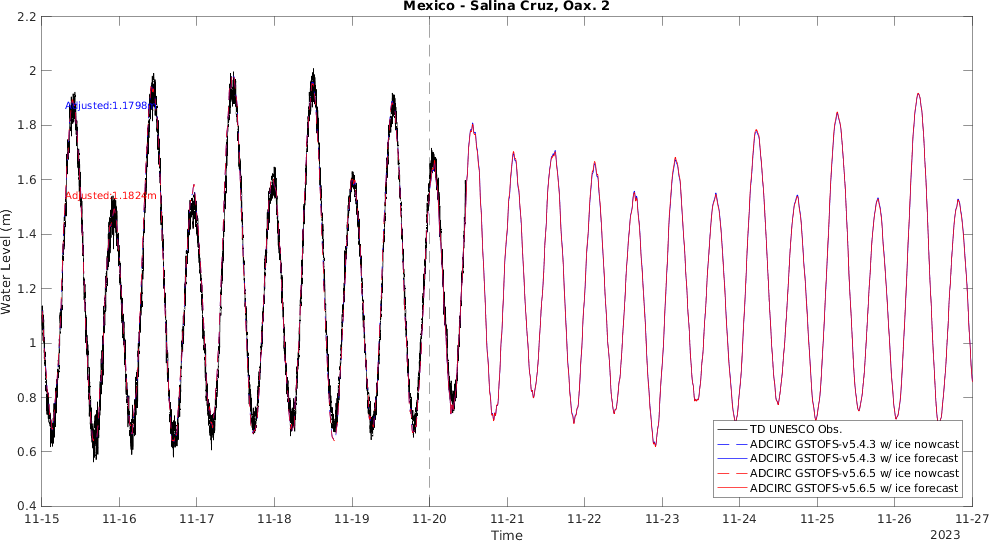 Mexico - Salina Cruz, Oax. 2
2.2
2
1.8
1.6
1.4
1.2
1
0.8
0.6
0.4
Water Level (m)
Adjusted:1.1798m
Adjusted:1.1824m
TD UNESCO Obs.
ADCIRC GSTOFS-v5.4.3 w/ ice nowcast
ADCIRC GSTOFS-v5.4.3 w/ ice forecast
ADCIRC GSTOFS-v5.6.5 w/ ice nowcast
ADCIRC GSTOFS-v5.6.5 w/ ice forecast
11-15 11-16 11-17 11-18 11-19 11-20 11-21 11-22 11-23 11-24 11-25 11-26 11-27
Time
2023